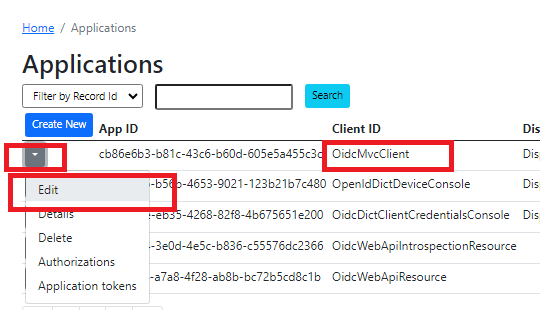 Home / Applications
Applications
Filter by Record Id
Search
Create New
App ID
Client ID
Dis
cb86e6b3-b81c-43c6-b60d-605e5a455c3c
OidcMvcClient
Dis
Edit
-b56b-4653-9021-123b21b7c480
OpenIddDictDeviceConsole
Dis
Details
-eb35-4268-82f8-4b675651e200
OidcDictClientCredentialsConsole
Dis
Delete
-3e0d-4e5c-b836-c55576dc2366
OidcWebApiIntrospectionResource
Authorizations
-a7a8-4f28-ab8b-bc72b5cd8c1b
OidcWebApiResource
Application tokens